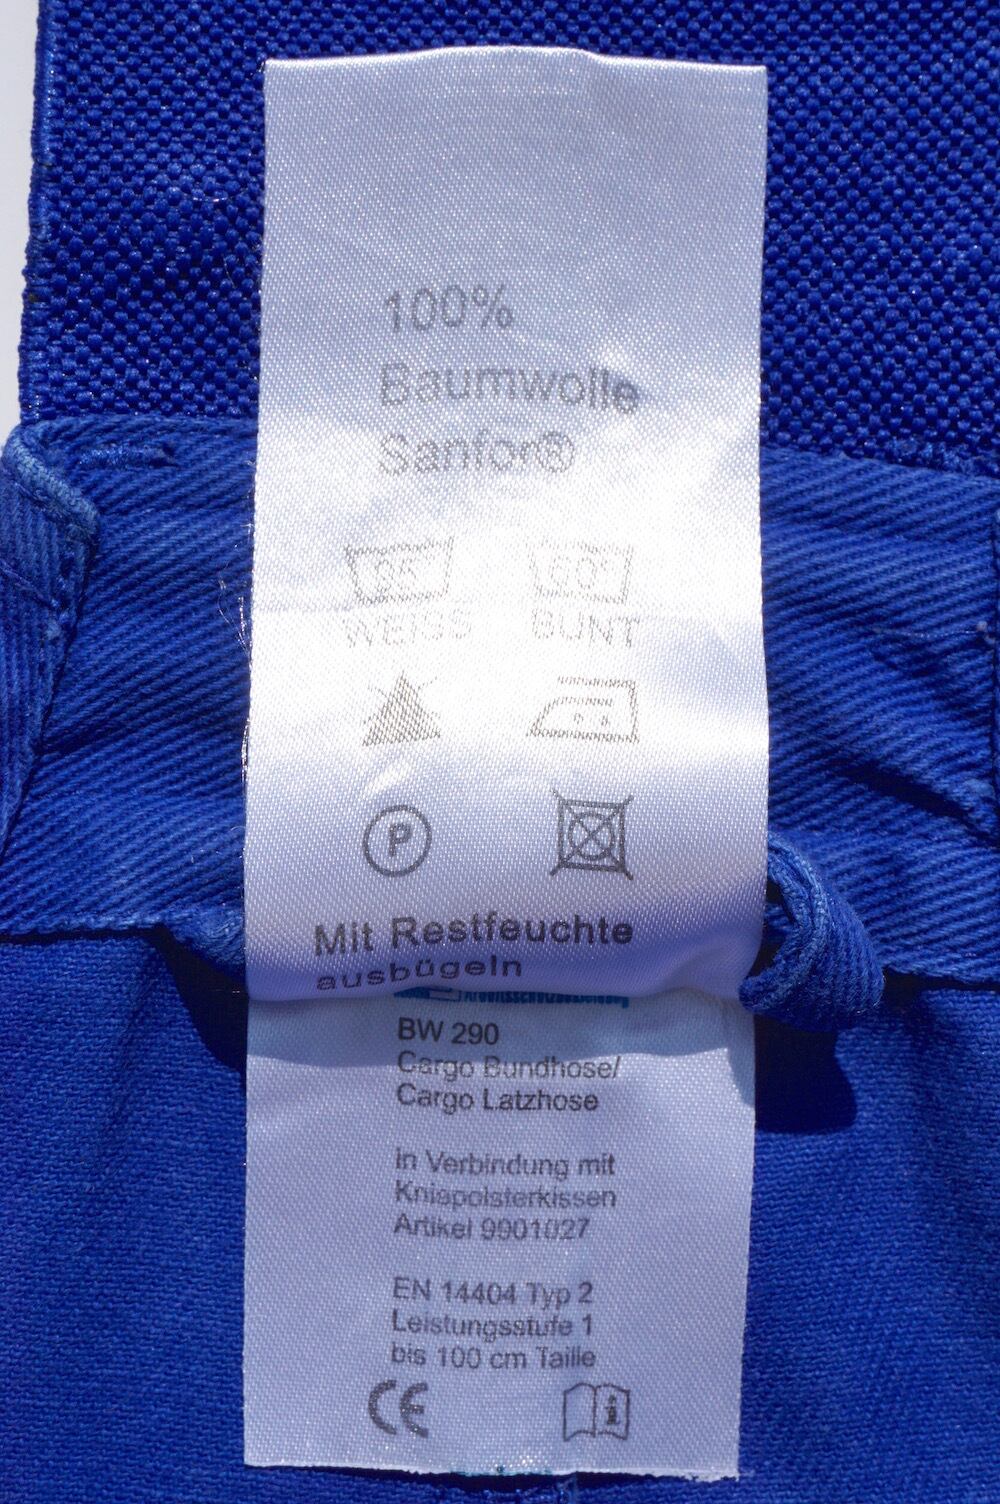 100%
Baumwolle
Sanfor®
95° 60°
WEISS BUNT
P
Mit Restfeuchte
ausbügeln
Arbeitsschutzbekleidung
BW 290
Cargo Bundhose/
Cargo Latzhose
in Verbindung mit
Kniepolsterkissen
Artikel 9901027
EN 14404 Typ 2
Leistungsstufe 1
bis 100 cm Taille
CE i